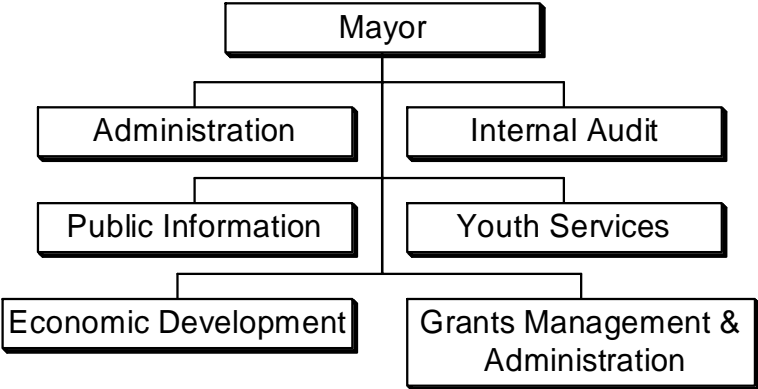 Mayor
Administration
Internal Audit
Public Information
Youth Services
Economic Development
Grants Management &
Administration